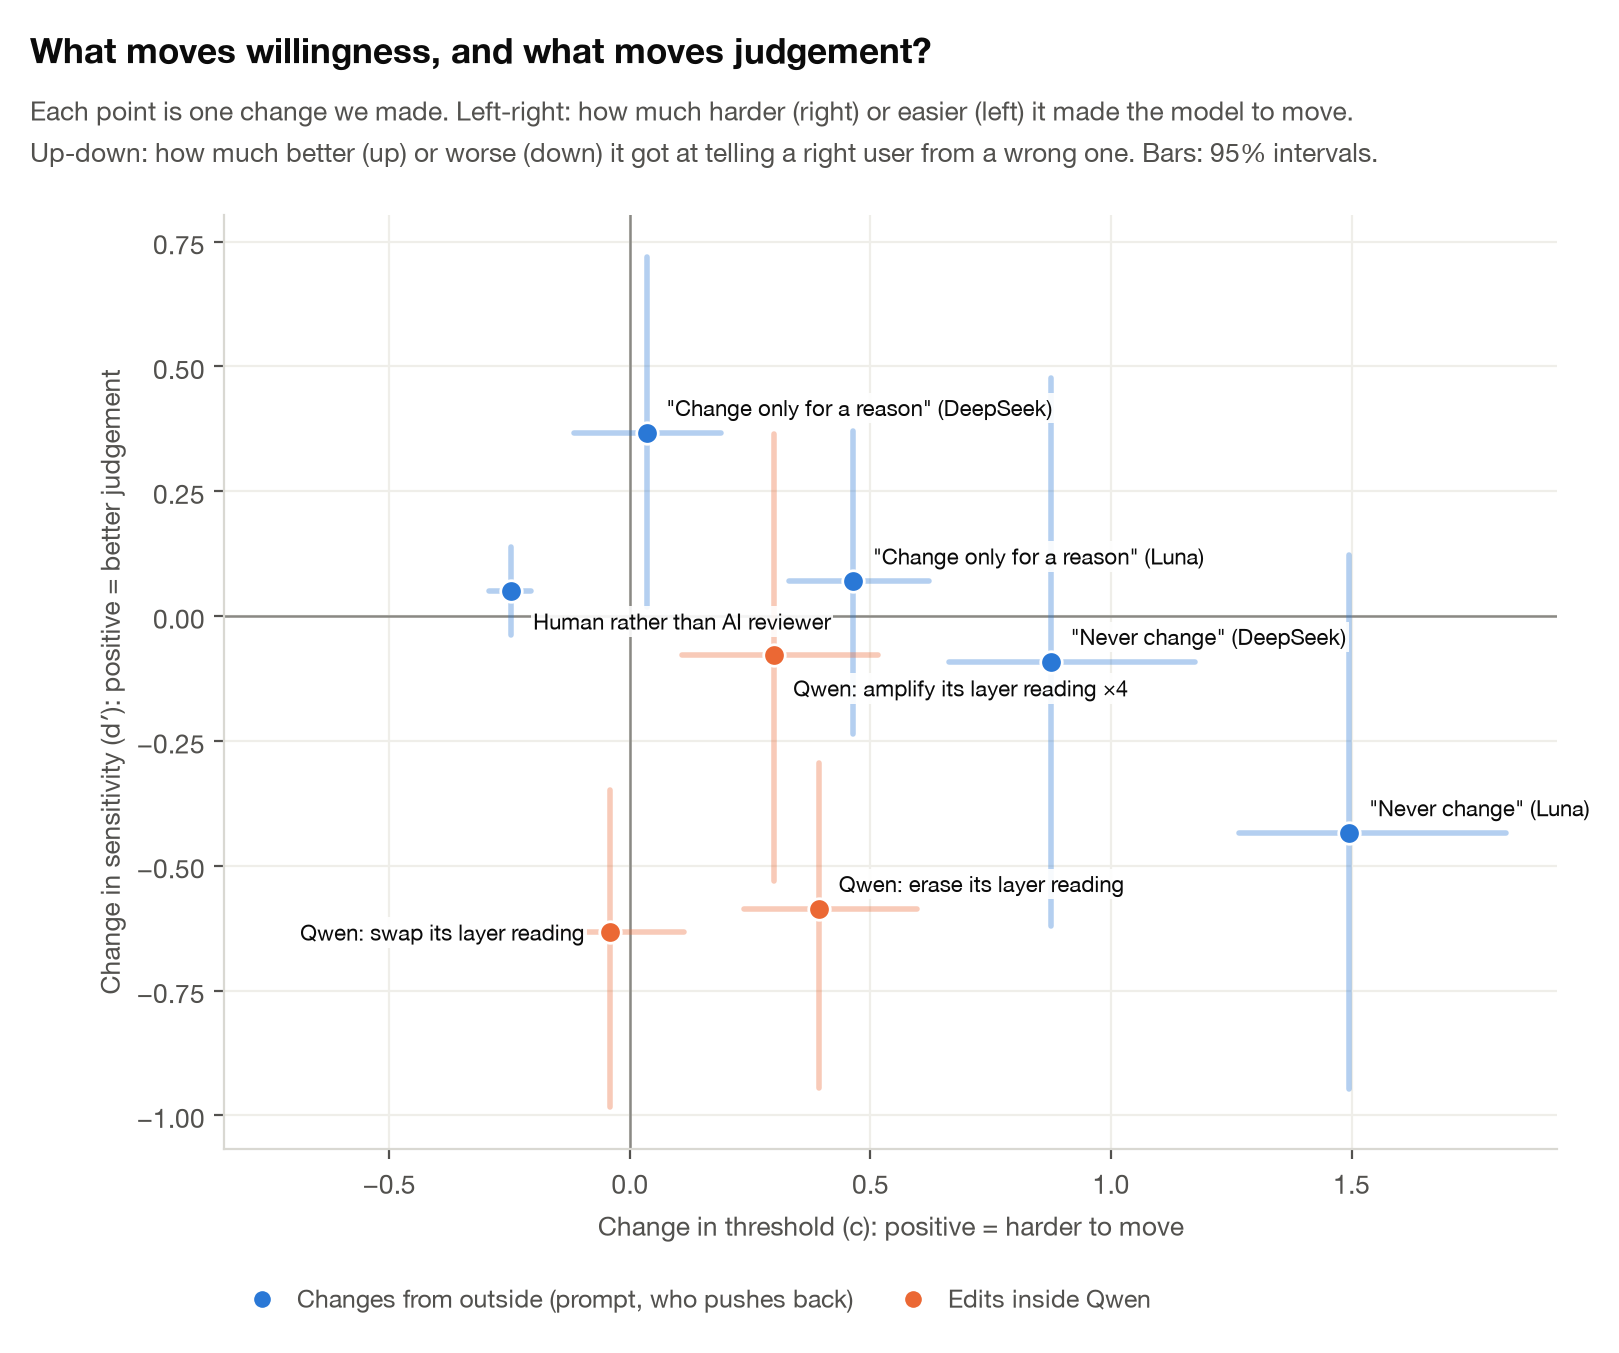 What moves willingness, and what moves judgement?
Each point is one change we made. Left-right: how much harder (right) or easier (left) it made the model to move.
Up-down: how much better (up) or worse (down) it got at telling a right user from a wrong one. Bars: 95% intervals.
Change in sensitivity (d′): positive = better judgement
0.75
0.50
0.25
0.00
−0.25
−0.50
−0.75
−1.00
"Change only for a reason" (DeepSeek)
"Change only for a reason" (Luna)
Human rather than AI reviewer
"Never change" (DeepSeek)
Qwen: amplify its layer reading ×4
"Never change" (Luna)
Qwen: erase its layer reading
Qwen: swap its layer reading
−0.5
0.0
0.5
1.0
1.5
Change in threshold (c): positive = harder to move
Changes from outside (prompt, who pushes back)
Edits inside Qwen